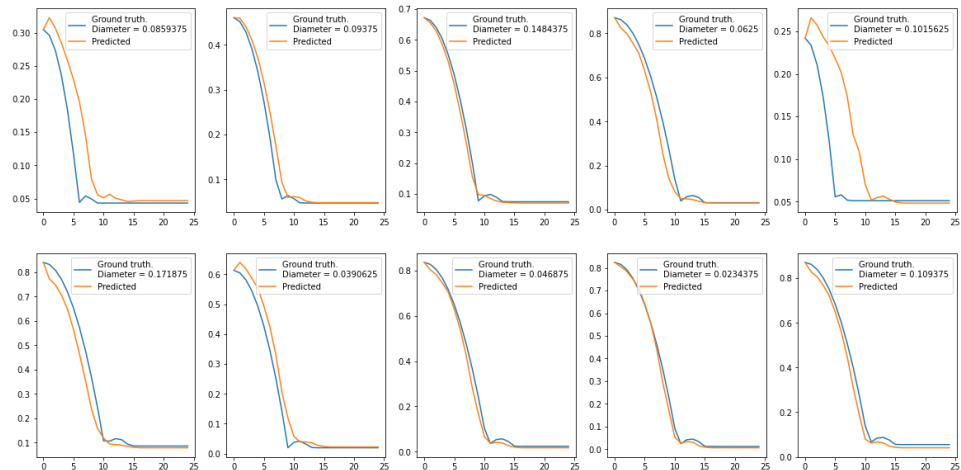 Ground truth.
Diameter = 0.0859375
Predicted
0.30
0.25
0.20
0.15
0.10
0.05
0 5 10 15 20 25
Ground truth.
Diameter = 0.09375
Predicted
0.4
0.3
0.2
0.1
0 5 10 15 20 25
Ground truth.
Diameter = 0.1484375
Predicted
0.7
0.6
0.5
0.4
0.3
0.2
0.1
0 5 10 15 20 25
Ground truth.
Diameter = 0.0625
Predicted
0.8
0.6
0.4
0.2
0.0
0 5 10 15 20 25
Ground truth.
Diameter = 0.1015625
Predicted
0.25
0.20
0.15
0.10
0.05
0 5 10 15 20 25
Ground truth.
Diameter = 0.171875
Predicted
0.8
0.7
0.6
0.5
0.4
0.3
0.2
0.1
0 5 10 15 20 25
Ground truth.
Diameter = 0.0390625
Predicted
0.6
0.5
0.4
0.3
0.2
0.1
0.0
0 5 10 15 20 25
Ground truth.
Diameter = 0.046875
Predicted
0.8
0.6
0.4
0.2
0.0
0 5 10 15 20 25
Ground truth.
Diameter = 0.0234375
Predicted
0.8
0.7
0.6
0.5
0.4
0.3
0.2
0.1
0.0
0 5 10 15 20 25
Ground truth.
Diameter = 0.109375
Predicted
0.8
0.6
0.4
0.2
0.0
0 5 10 15 20 25